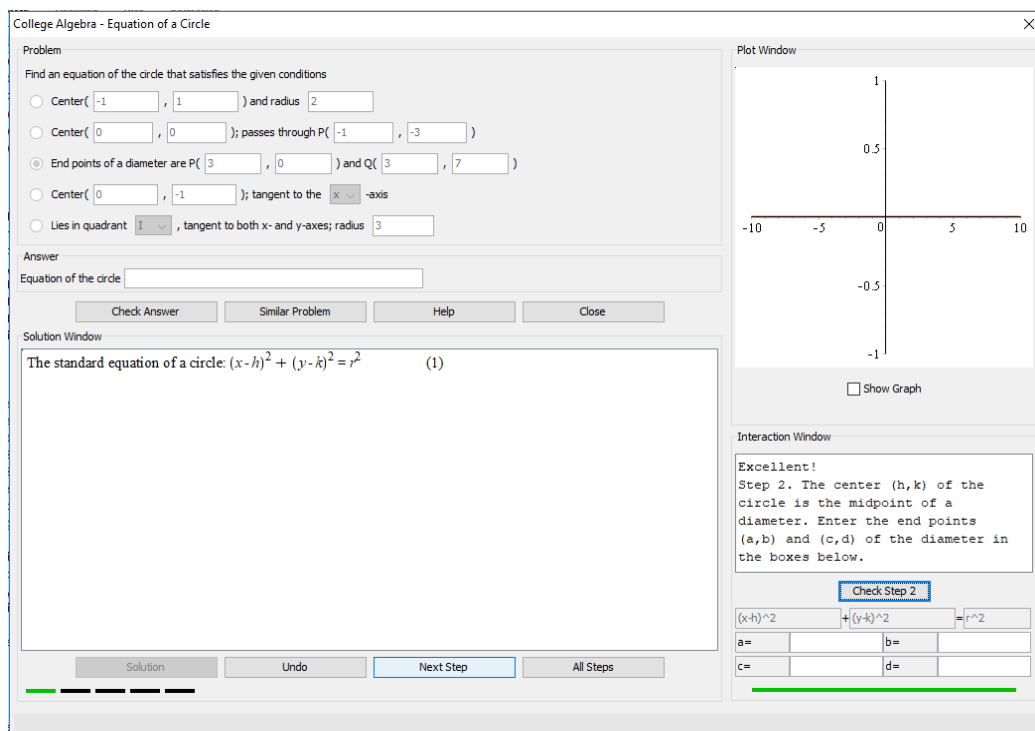 College Algebra - Equation of a Circle
Problem
Find an equation of the circle that satisfies the given conditions
Center( -1 , 1 ) and radius 2
Center( 0 , 0 ); passes through P( -1 , -3 )
End points of a diameter are P( 3 , 0 ) and Q( 3 , 7 )
Center( 0 , -1 ); tangent to the x -axis
Lies in quadrant I , tangent to both x- and y-axes; radius 3
Answer
Equation of the circle
Check Answer Similar Problem Help Close
Solution Window
The standard equation of a circle: (x-h)² + (y-k)² = r² (1)
Solution Undo Next Step All Steps
Plot Window
1
0.5
-10 -5 0 5 10
-0.5
-1
Show Graph
Interaction Window
Excellent!
Step 2. The center (h,k) of the
circle is the midpoint of a
diameter. Enter the end points
(a,b) and (c,d) of the diameter in
the boxes below.
Check Step 2
(x-h)^2 + (y-k)^2 = r^2
a= b=
c= d=